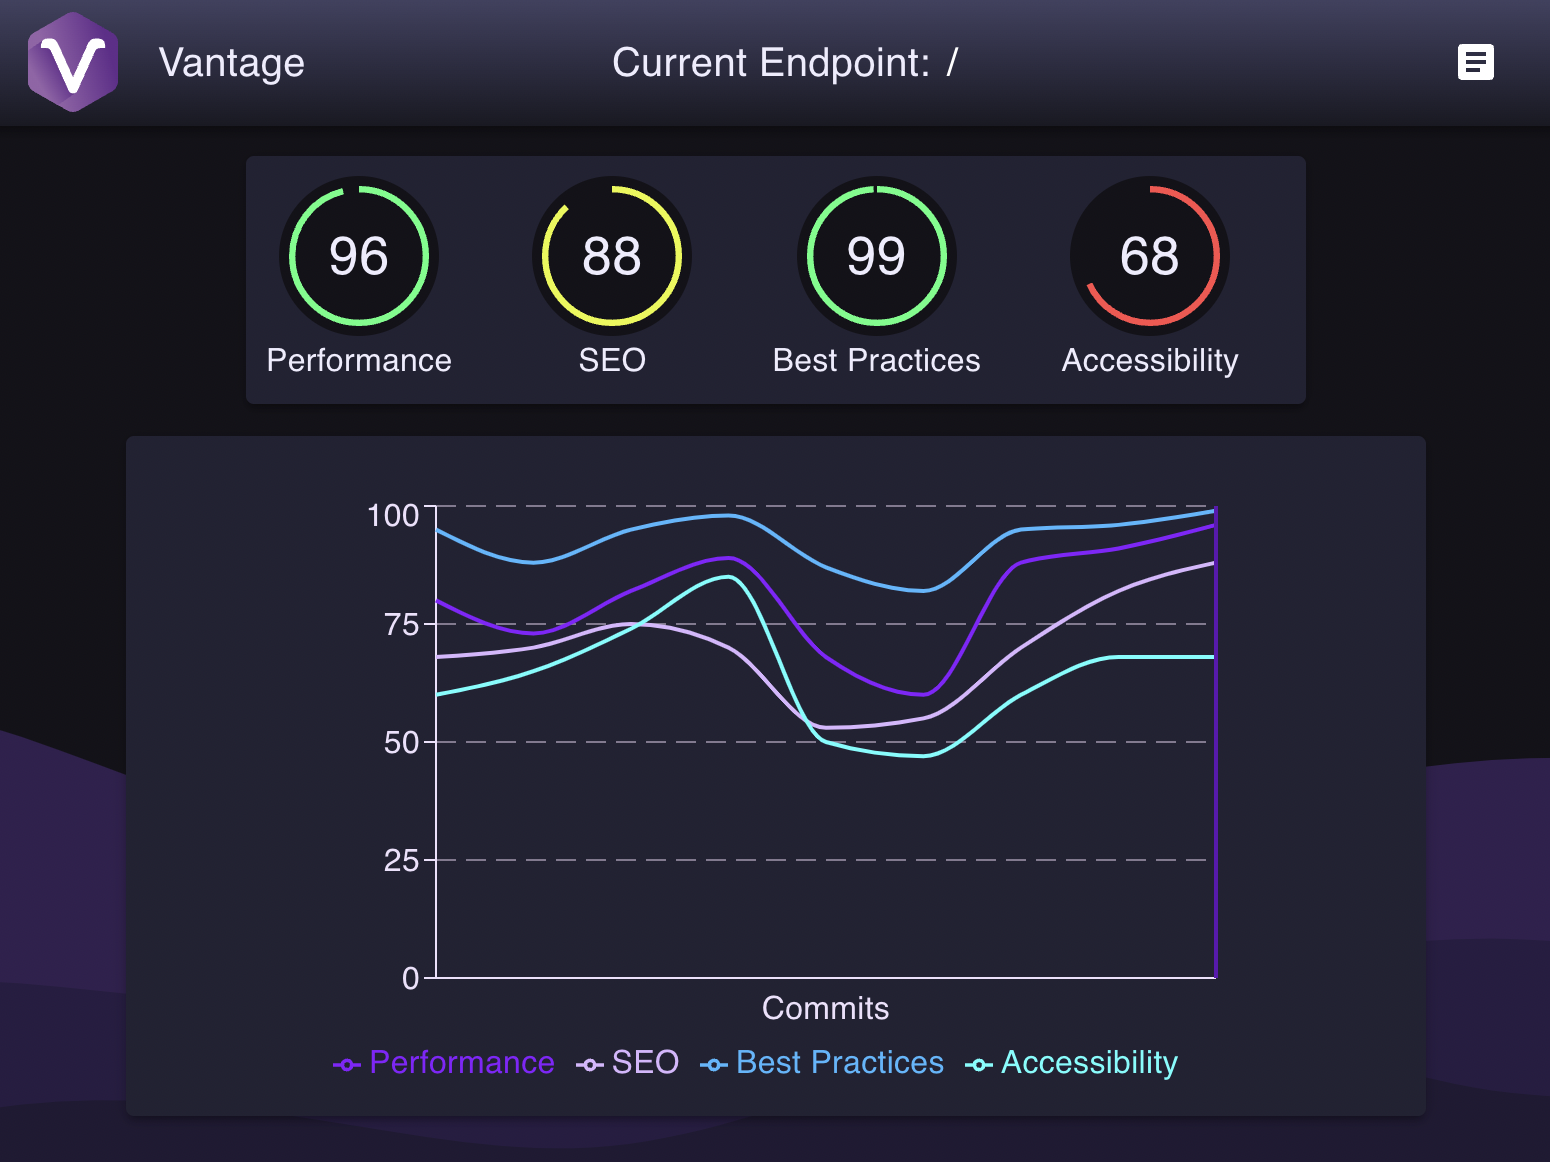 Vantage
Current Endpoint: /
96
88
99
68
Performance
SEO
Best Practices
Accessibility
100
75
50
25
0
Commits
Performance
SEO
Best Practices
Accessibility